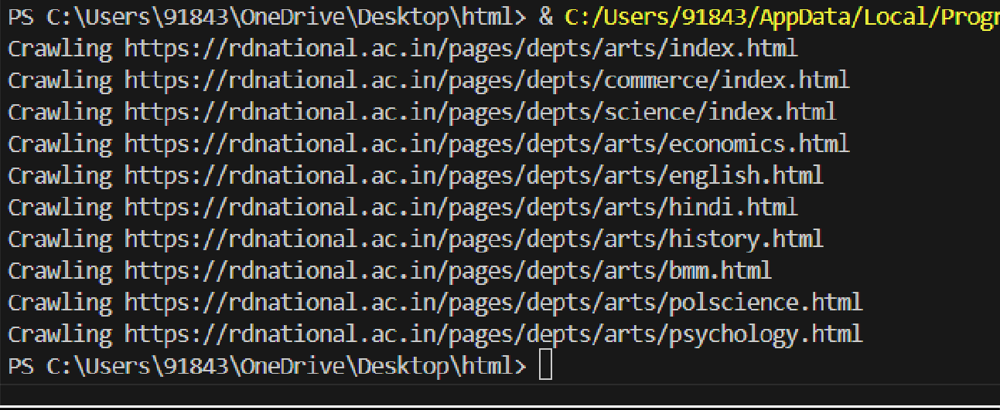 PS C:\Users\91843\OneDrive\Desktop\html> & C:/Users/91843/AppData/Local/Progr
Crawling https://rdnational.ac.in/pages/depts/arts/index.html
Crawling https://rdnational.ac.in/pages/depts/commerce/index.html
Crawling https://rdnational.ac.in/pages/depts/science/index.html
Crawling https://rdnational.ac.in/pages/depts/arts/economics.html
Crawling https://rdnational.ac.in/pages/depts/arts/english.html
Crawling https://rdnational.ac.in/pages/depts/arts/hindi.html
Crawling https://rdnational.ac.in/pages/depts/arts/history.html
Crawling https://rdnational.ac.in/pages/depts/arts/bmm.html
Crawling https://rdnational.ac.in/pages/depts/arts/polscience.html
Crawling https://rdnational.ac.in/pages/depts/arts/psychology.html
PS C:\Users\91843\OneDrive\Desktop\html>